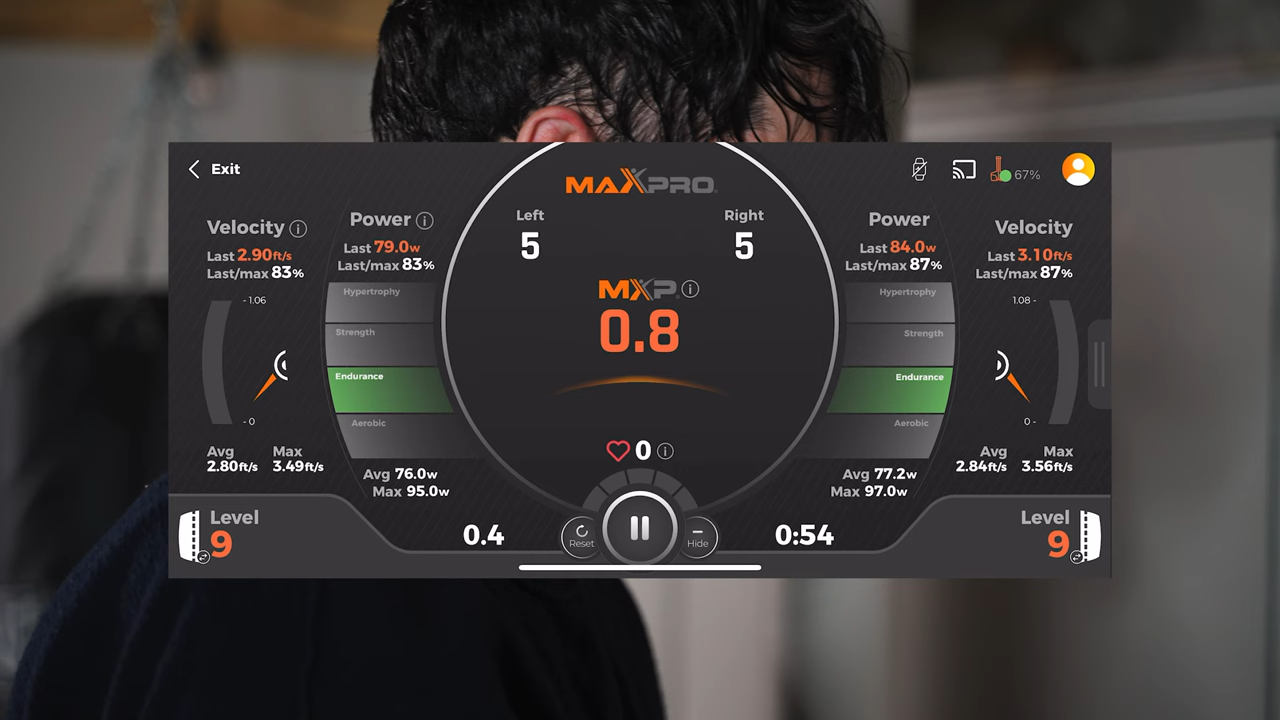 Exit
MAXPRO
67%
Velocity
Last 2.90ft/s
Last/max 83%
- 1.06
- 0
Avg
2.80ft/s
Max
3.49ft/s
Power
Last 79.0w
Last/max 83%
Hypertrophy
Strength
Endurance
Aerobic
Avg 76.0w
Max 95.0w
Left
5
Right
5
MXP
0.8
0
Power
Last 84.0w
Last/max 87%
Hypertrophy
Strength
Endurance
Aerobic
Avg 77.2w
Max 97.0w
Velocity
Last 3.10ft/s
Last/max 87%
1.08 -
0 -
Avg
2.84ft/s
Max
3.56ft/s
Level
9
0.4
Reset
Hide
0:54
Level
9